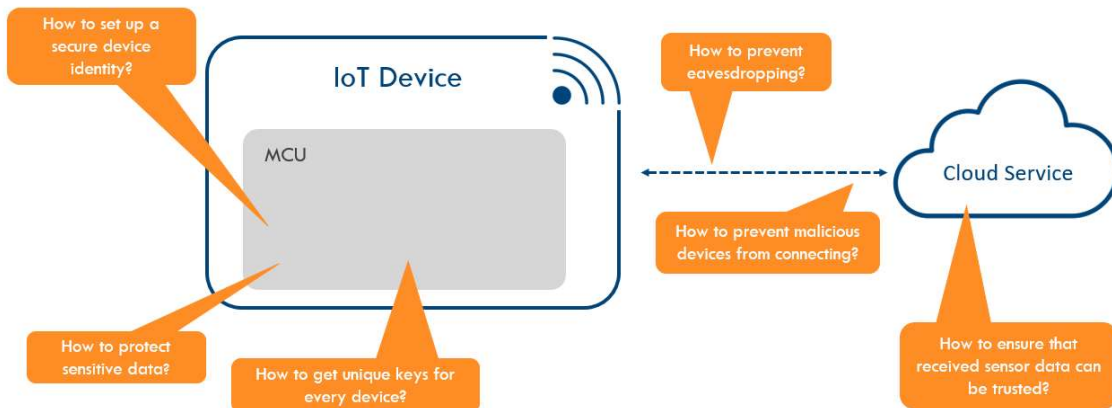 How to set up a
secure device
identity?
IoT Device
MCU
How to protect
sensitive data?
How to get unique keys for
every device?
How to prevent
eavesdropping?
How to prevent malicious
devices from connecting?
Cloud Service
How to ensure that
received sensor data can
be trusted?